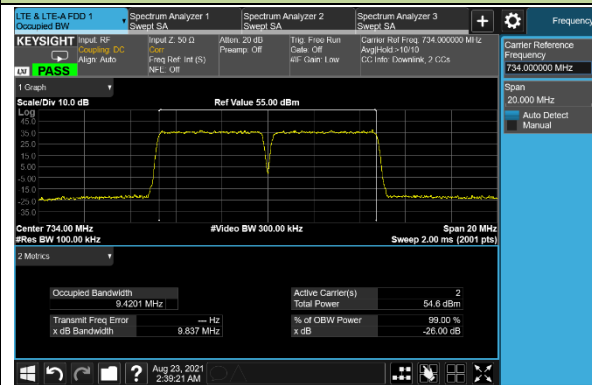 LTE & LTE-A FDD 1
Occupied BW
Spectrum Analyzer 1
Swept SA
Spectrum Analyzer 2
Swept SA
Spectrum Analyzer 3
Swept SA
Frequency
KEYSIGHT
Input: RF
Coupling: DC
Align: Auto
Input Z: 50 Ω
Corr
Freq Ref: Int (S)
NFE: Off
Atten: 20 dB
Preamp: Off
Trig: Free Run
Gate: Off
#IF Gain: Low
Carrier Ref Freq: 734.000000 MHz
Avg|Hold:>10/10
CC Info: Downlink, 2 CCs
LXI
PASS
Carrier Reference
Frequency
734.000000 MHz
Span
20.000 MHz
Auto Detect
Manual
1 Graph
Scale/Div 10.0 dB
Ref Value 55.00 dBm
Log
45.0
35.0
25.0
15.0
5.00
-5.00
-15.0
-25.0
35.0
Center 734.00 MHz
#Video BW 300.00 kHz
Span 20 MHz
#Res BW 100.00 kHz
Sweep 2.00 ms (2001 pts)
2 Metrics
Occupied Bandwidth
9.4201 MHz
Active Carrier(s)
2
Total Power
54.6 dBm
Transmit Freq Error
--- Hz
% of OBW Power
99.00 %
x dB Bandwidth
9.837 MHz
x dB
-26.00 dB
?
Aug 23, 2021
2:39:21 AM